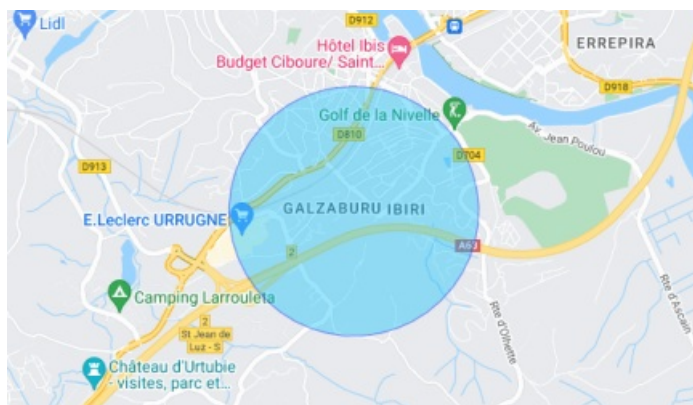 Lidl
D912
Hôtel Ibis
Budget Ciboure/ Saint...
ERREPIRA
D918
Golf de la Nivelle
Av. Jean Poulou
D810
D704
D913
GALZABURU IBIRI
E.Leclerc URRUGNE
2
A63
Camping Larrouleta
2
St Jean de
Luz - S
Rte d'Olhette
Rte d'Ascain
Château d'Urtubie
- visites, parc et...